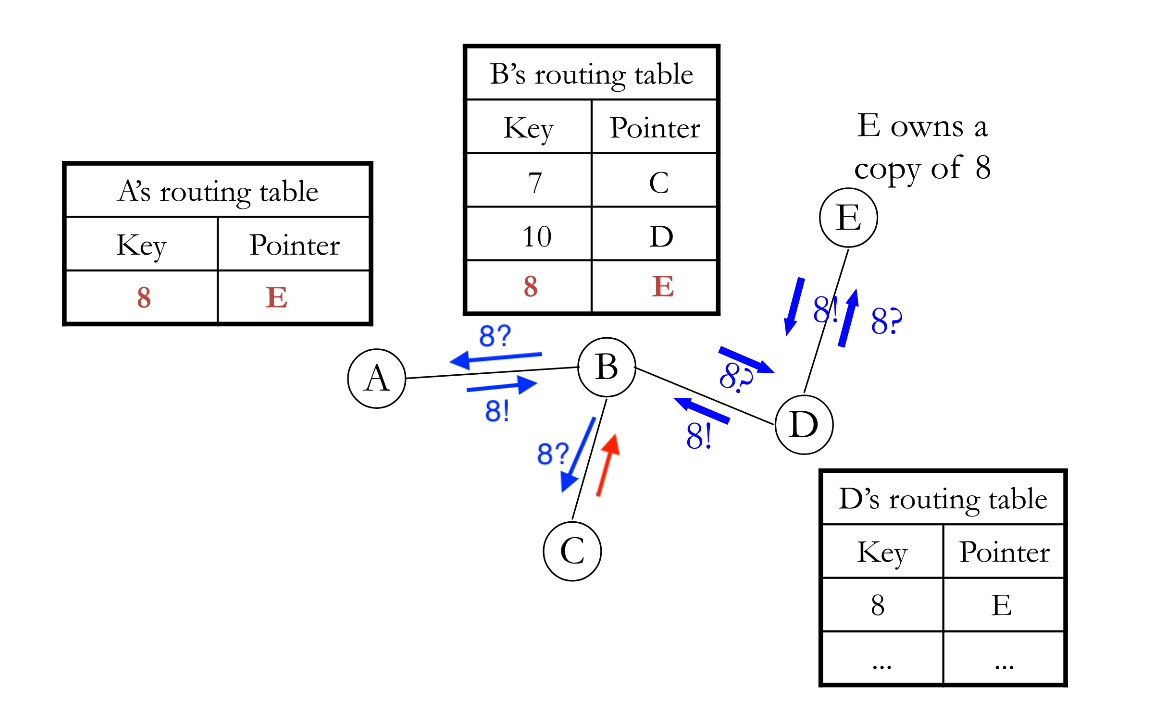 B's routing table
Key Pointer
7 C
10 D
8 E
E owns a
copy of 8
A's routing table
Key Pointer
8 E
E
8! 8?
8?
A B
8?
8!
8!
D
8?
C
D's routing table
Key Pointer
8 E
... ...